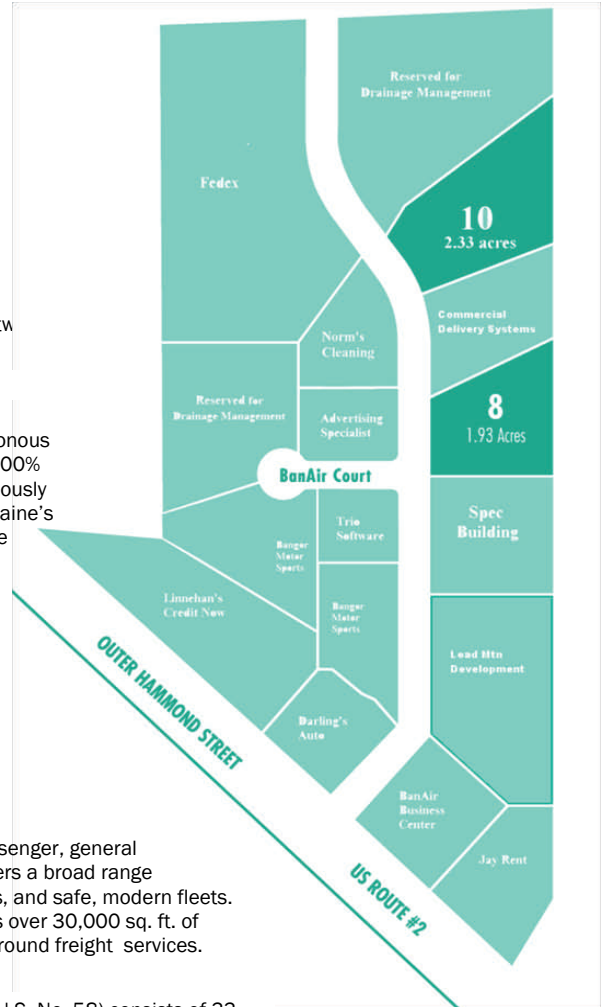 onous
00%
ously
aine's
e
senger, general
ers a broad range
s, and safe, modern fleets.
s over 30,000 sq. ft. of
round freight services.
Reserved for
Drainage Management
Fedex
10
2.33 acres
Commercial
Delivery Systems
Norm's
Cleaning
Reserved for
Drainage Management
Advertising
Specialist
8
1.93 Acres
BanAir Court
Trio
Software
Spec
Building
Bangor
Motor
Sports
Linnehan's
Credit Now
Bangor
Motor
Sports
Lead Mtn
Development
OUTER HAMMOND STREET
Darling's
Auto
BanAir
Business
Center
Jay Rent
US ROUTE #2